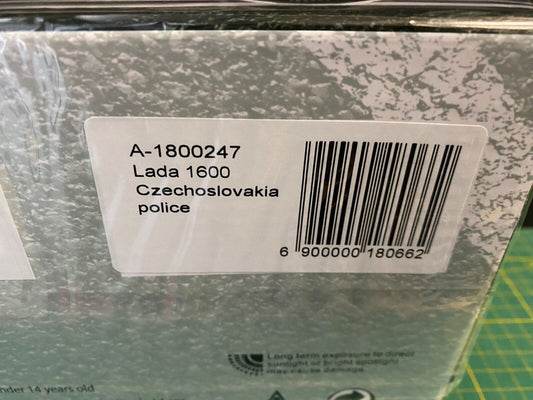 A-1800247
Lada 1600
Czechoslovakia
police
6 900000 180662
Long term exposure to direct
sunlight or bright spotlight
may cause damage.
nder 14 years old